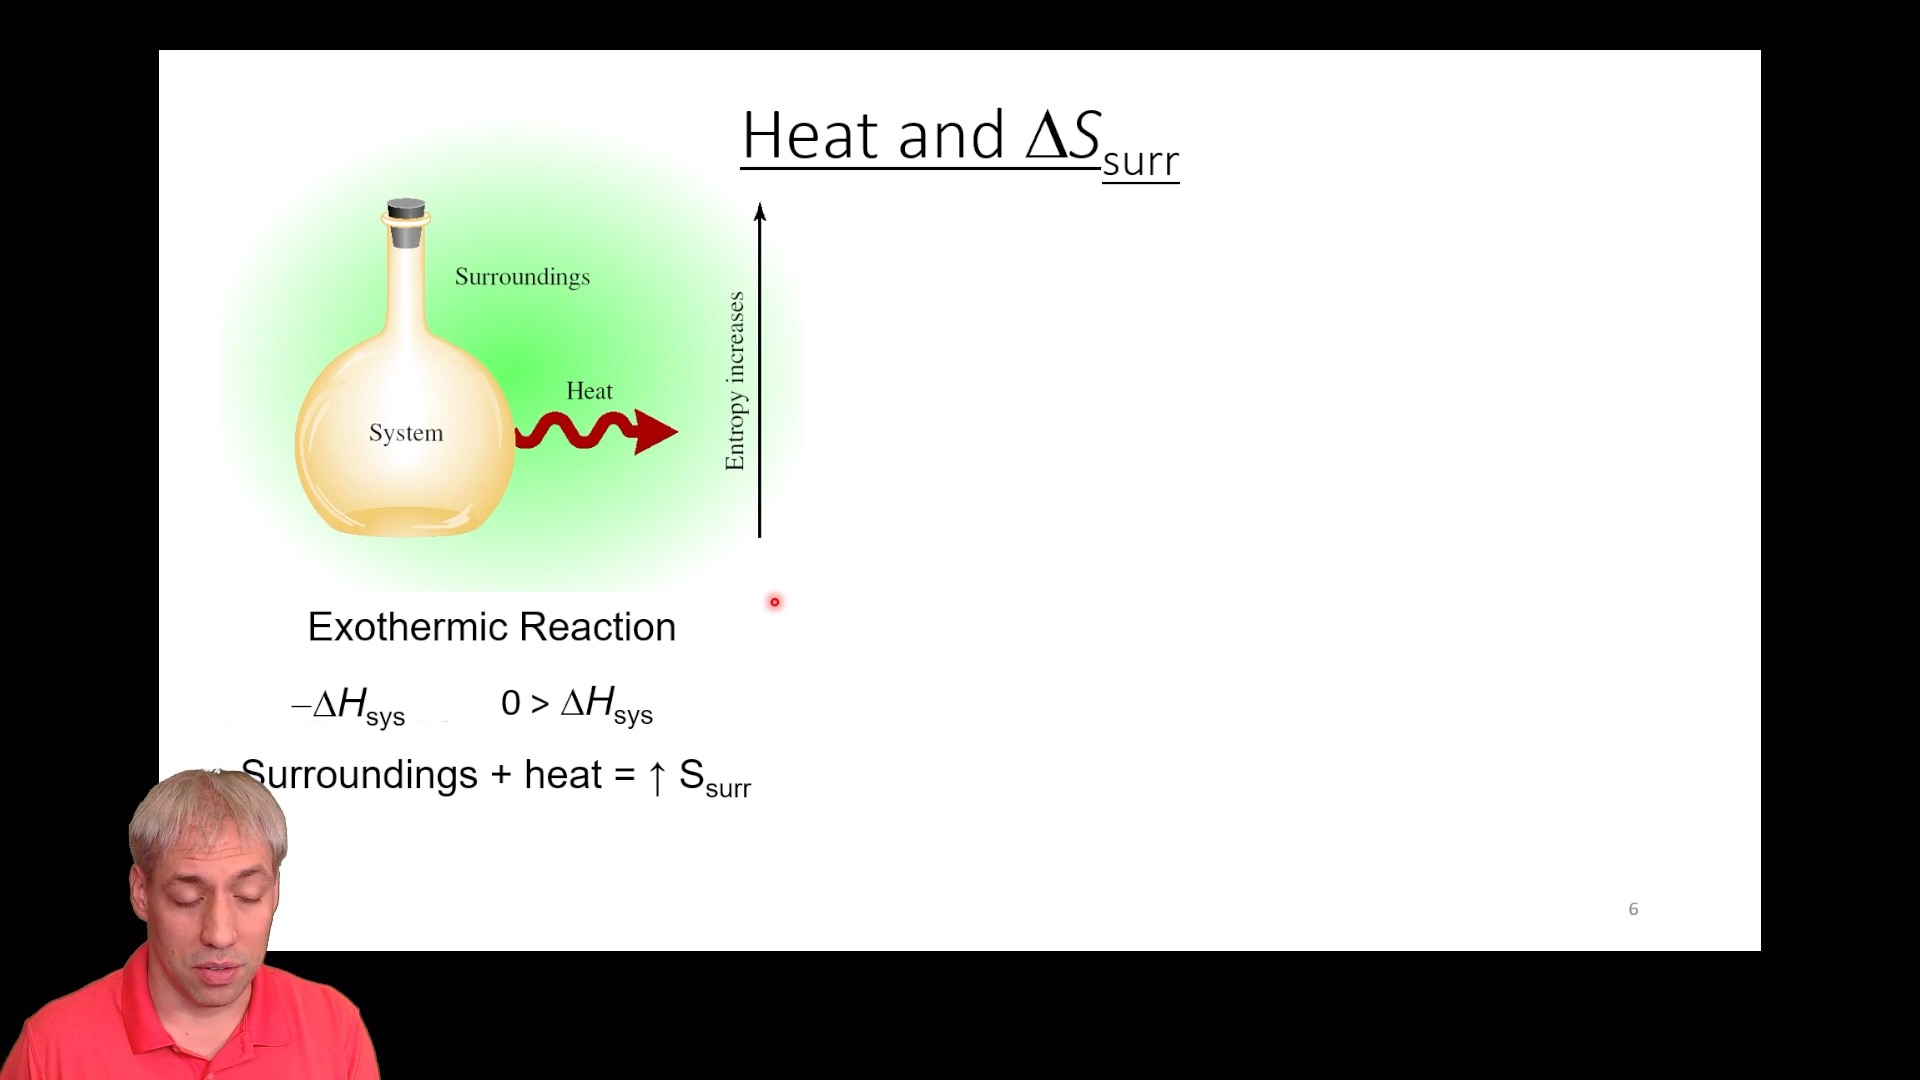 Heat and ΔSsurr
Surroundings
Heat
System
Entropy increases
Exothermic Reaction
−ΔHsys 0 > ΔHsys
Surroundings + heat = ↑ Ssurr
6